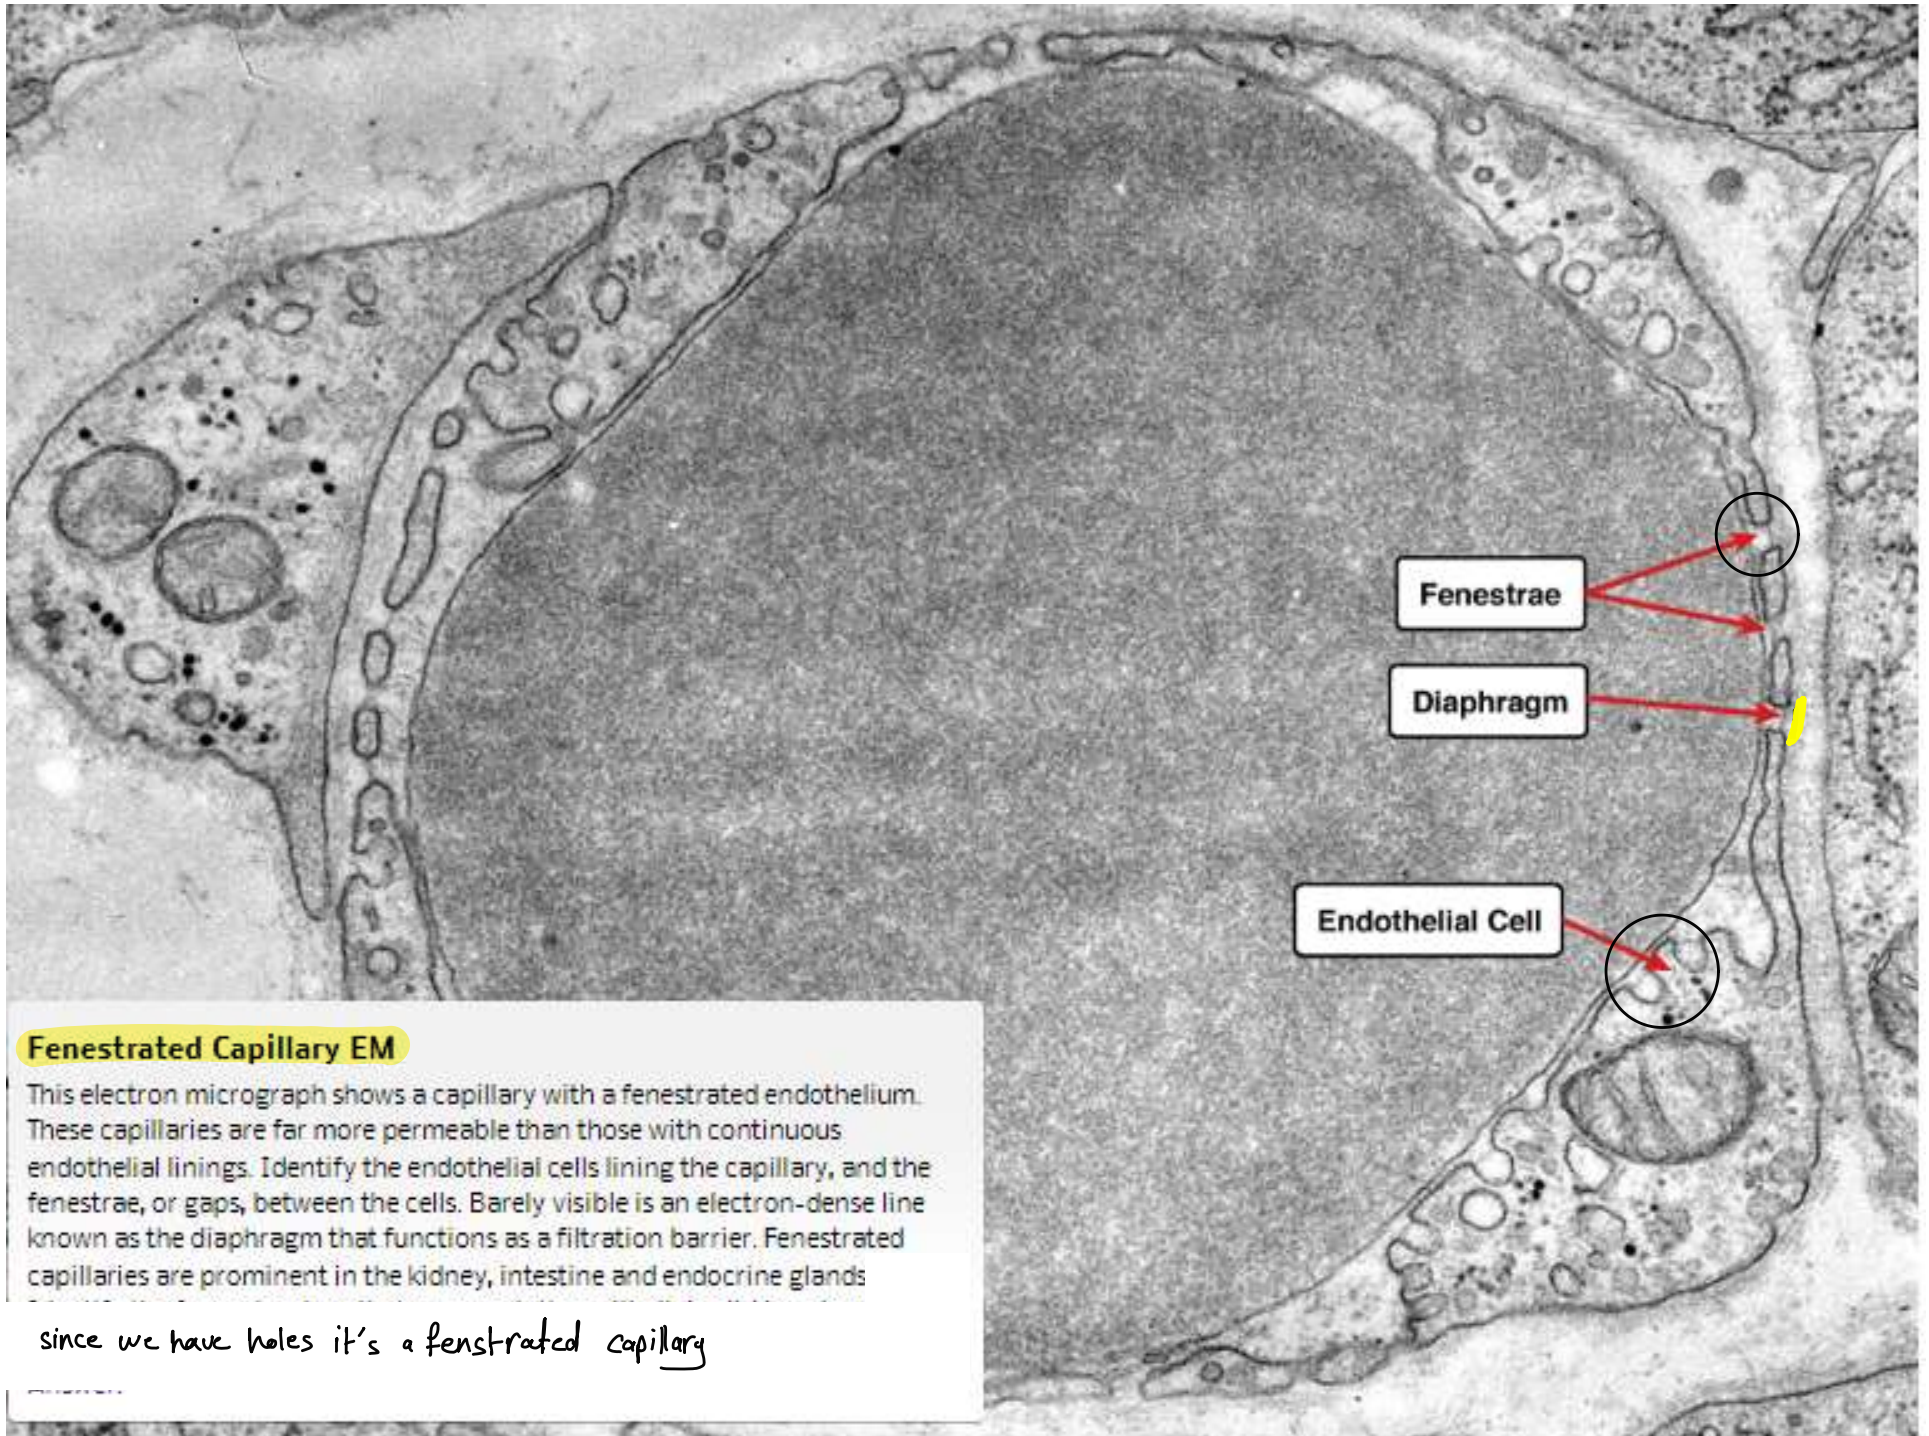 Fenestrae
Diaphragm
Endothelial Cell
Fenestrated Capillary EM
This electron micrograph shows a capillary with a fenestrated endothelium.
These capillaries are far more permeable than those with continuous
endothelial linings. Identify the endothelial cells lining the capillary, and the
fenestrae, or gaps, between the cells. Barely visible is an electron-dense line
known as the diaphragm that functions as a filtration barrier. Fenestrated
capillaries are prominent in the kidney, intestine and endocrine glands
since we have holes it's a fenstrated capillary